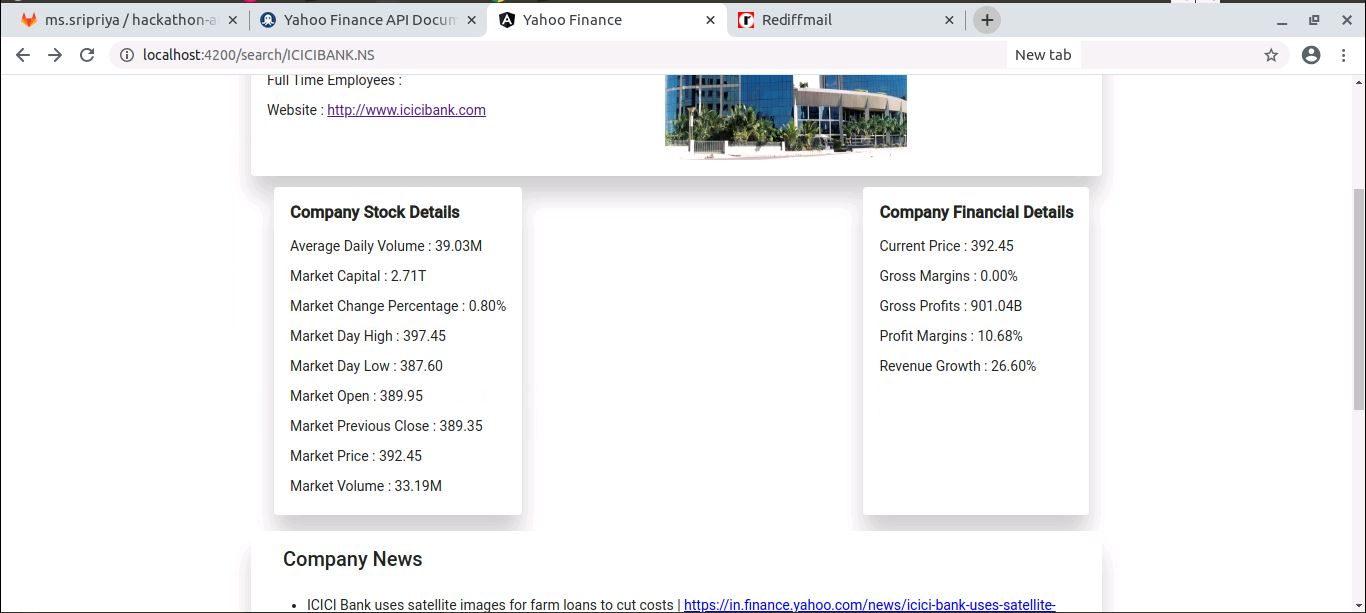 ms.sripriya / hackathon-a
Yahoo Finance API Docum
Yahoo Finance
Rediffmail
localhost:4200/search/ICICIBANK.NS
New tab
Full Time Employees :
Website : http://www.icicibank.com
Company Stock Details
Average Daily Volume : 39.03M
Market Capital : 2.71T
Market Change Percentage : 0.80%
Market Day High : 397.45
Market Day Low : 387.60
Market Open : 389.95
Market Previous Close : 389.35
Market Price : 392.45
Market Volume : 33.19M
Company Financial Details
Current Price : 392.45
Gross Margins : 0.00%
Gross Profits : 901.04B
Profit Margins : 10.68%
Revenue Growth : 26.60%
Company News
• ICICI Bank uses satellite images for farm loans to cut costs | https://in.finance.yahoo.com/news/icici-bank-uses-satellite-